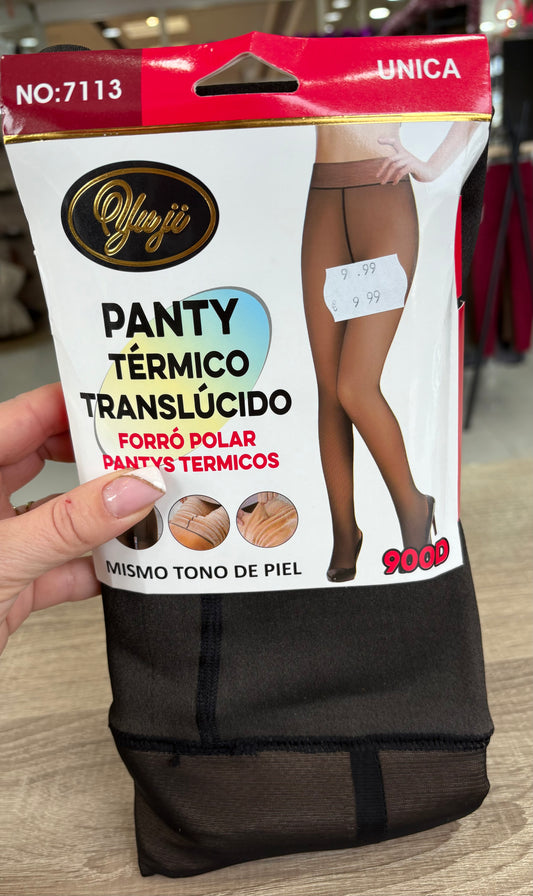 NO:7113
UNICA
Yujii
9.99
€ 9 99
PANTY
TÉRMICO
TRANSLÚCIDO
FORRÓ POLAR
PANTYS TERMICOS
MISMO TONO DE PIEL
900D